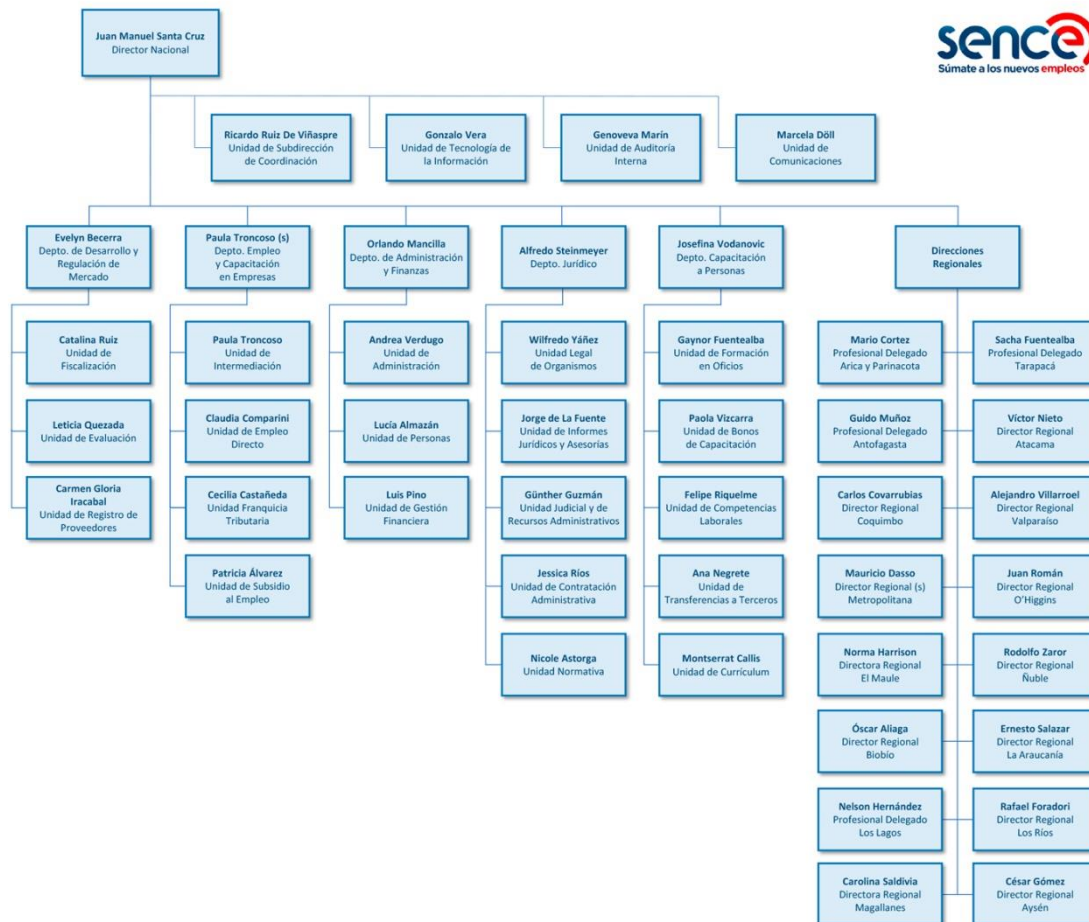 Juan Manuel Santa Cruz
Director Nacional
sence
Súmate a los nuevos empleos
Ricardo Ruiz De Viñaspre
Unidad de Subdirección
de Coordinación
Gonzalo Vera
Unidad de Tecnología de
la Información
Genoveva Marín
Unidad de Auditoría
Interna
Marcela Döll
Unidad de
Comunicaciones
Evelyn Becerra
Depto. de Desarrollo y
Regulación de
Mercado
Paula Troncoso (s)
Depto. Empleo
y Capacitación
en Empresas
Orlando Mancilla
Depto. de Administración
y Finanzas
Alfredo Steinmeyer
Depto. Jurídico
Josefina Vodanovic
Depto. Capacitación
a Personas
Direcciones
Regionales
Catalina Ruiz
Unidad de
Fiscalización
Leticia Quezada
Unidad de Evaluación
Carmen Gloria
Iracabal
Unidad de Registro de
Proveedores
Paula Troncoso
Unidad de
Intermediación
Claudia Comparini
Unidad de Empleo
Directo
Cecilia Castañeda
Unidad Franquicia
Tributaria
Patricia Álvarez
Unidad de Subsidio
al Empleo
Andrea Verdugo
Unidad de
Administración
Lucía Almazán
Unidad de Personas
Luis Pino
Unidad de Gestión
Financiera
Wilfredo Yáñez
Unidad Legal
de Organismos
Jorge de La Fuente
Unidad de Informes
Jurídicos y Asesorías
Günther Guzmán
Unidad Judicial y de
Recursos Administrativos
Jessica Ríos
Unidad de Contratación
Administrativa
Nicole Astorga
Unidad Normativa
Gaynor Fuentealba
Unidad de Formación
en Oficios
Paola Vizcarra
Unidad de Bonos
de Capacitación
Felipe Riquelme
Unidad de Competencias
Laborales
Ana Negrete
Unidad de
Transferencias a Terceros
Montserrat Callis
Unidad de Currículum
Mario Cortez
Profesional Delegado
Arica y Parinacota
Sacha Fuentealba
Profesional Delegado
Tarapacá
Guido Muñoz
Profesional Delegado
Antofagasta
Víctor Nieto
Director Regional
Atacama
Carlos Covarrubias
Director Regional
Coquimbo
Alejandro Villarroel
Director Regional
Valparaíso
Mauricio Dasso
Director Regional (s)
Metropolitana
Juan Román
Director Regional
O'Higgins
Norma Harrison
Directora Regional
El Maule
Rodolfo Zaror
Director Regional
Ñuble
Óscar Aliaga
Director Regional
Biobío
Ernesto Salazar
Director Regional
La Araucanía
Nelson Hernández
Profesional Delegado
Los Lagos
Rafael Foradori
Director Regional
Los Ríos
Carolina Saldivia
Directora Regional
Magallanes
César Gómez
Director Regional
Aysén